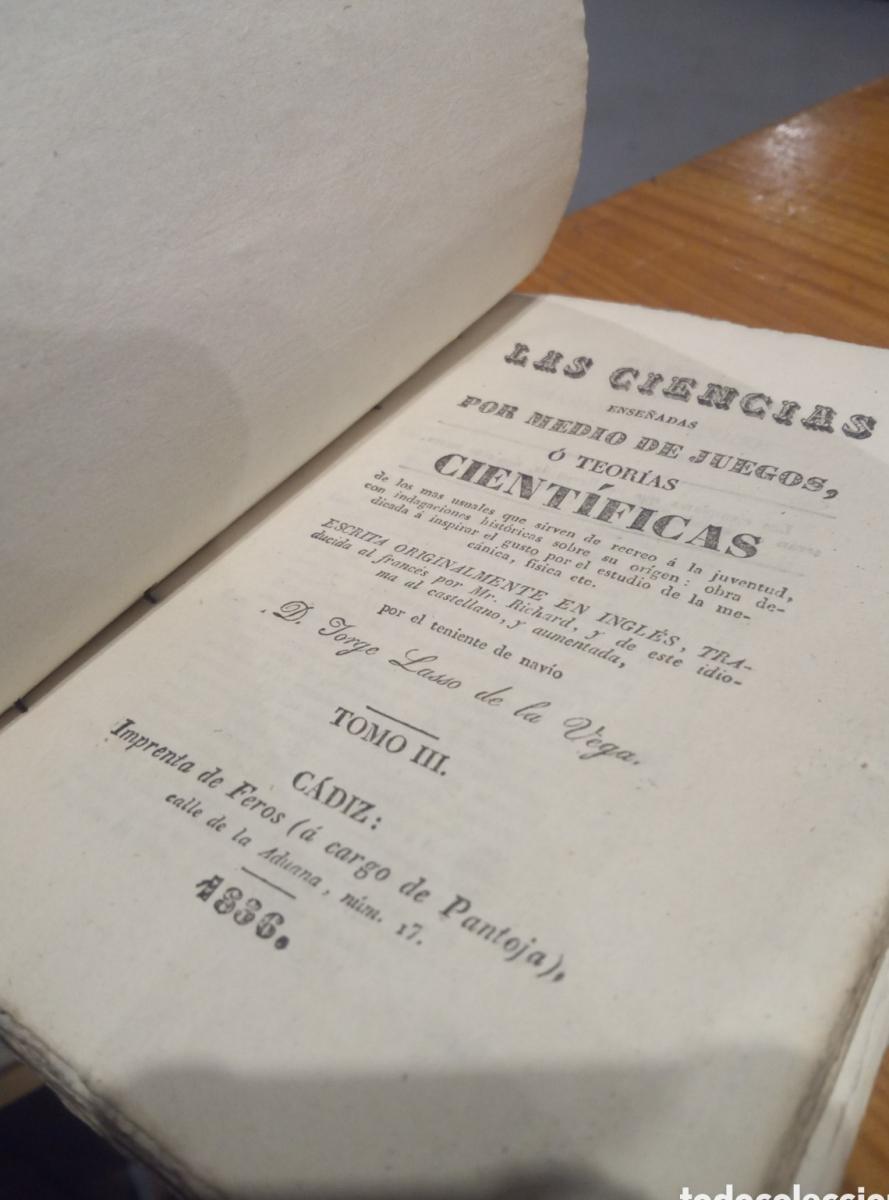 LAS CIENCIAS
ENSEÑADAS
POR MEDIO DE JUEGOS,
Ó TEORÍAS
CIENTÍFICAS
de los mas usuales que sirven de recreo á la juventud,
con indagaciones históricas sobre su orígen: obra de-
dicada á inspirar el gusto por el estudio de la me-
cánica, física etc.
ESCRITA ORIGINALMENTE EN INGLÉS, TRA-
ducida al francés por Mr. Richard, y de este idio-
ma al castellano, y aumentada,
por el teniente de navío
D. Jorge Lasso de la Vega.
TOMO III.
CÁDIZ:
Imprenta de Feros (á cargo de Pantoja),
calle de la Aduana, núm. 17.
1836.
todocoleccio